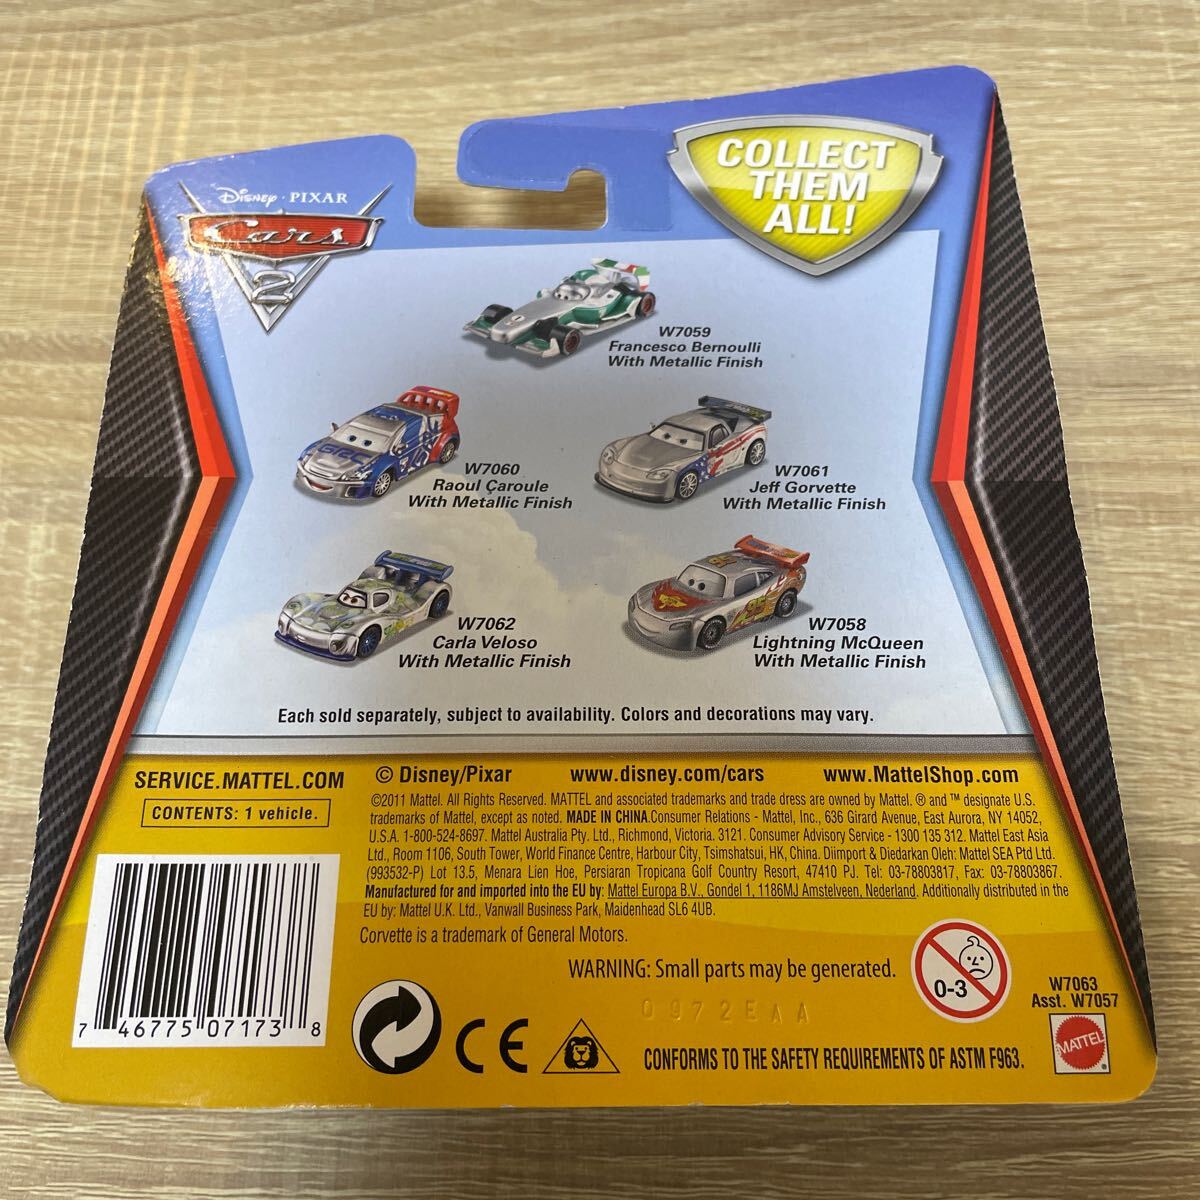 Disney · PIXAR
Cars
2
COLLECT
THEM
ALL!
W7059
Francesco Bernoulli
With Metallic Finish
W7060
Raoul Çaroule
With Metallic Finish
W7061
Jeff Gorvette
With Metallic Finish
W7062
Carla Veloso
With Metallic Finish
W7058
Lightning McQueen
With Metallic Finish
Each sold separately, subject to availability. Colors and decorations may vary.
SERVICE.MATTEL.COM
© Disney/Pixar
www.disney.com/cars
www.MattelShop.com
CONTENTS: 1 vehicle.
©2011 Mattel. All Rights Reserved. MATTEL and associated trademarks and trade dress are owned by Mattel. ® and ™ designate U.S.
trademarks of Mattel, except as noted. MADE IN CHINA.Consumer Relations - Mattel, Inc., 636 Girard Avenue, East Aurora, NY 14052,
U.S.A. 1-800-524-8697. Mattel Australia Pty. Ltd., Richmond, Victoria. 3121. Consumer Advisory Service - 1300 135 312. Mattel East Asia
Ltd., Room 1106, South Tower, World Finance Centre, Harbour City, Tsimshatsui, HK, China. Diimport & Diedarkan Oleh: Mattel SEA Ptd Ltd.
(993532-P) Lot 13.5, Menara Lien Hoe, Persiaran Tropicana Golf Country Resort, 47410 PJ. Tel: 03-78803817, Fax: 03-78803867.
Manufactured for and imported into the EU by: Mattel Europa B.V., Gondel 1, 1186MJ Amstelveen, Nederland. Additionally distributed in the
EU by: Mattel U.K. Ltd., Vanwall Business Park, Maidenhead SL6 4UB.
Corvette is a trademark of General Motors.
WARNING: Small parts may be generated.
0972EAA
0-3
W7063
Asst. W7057
7 46775 07173 8
CE
CONFORMS TO THE SAFETY REQUIREMENTS OF ASTM F963.
MATTEL